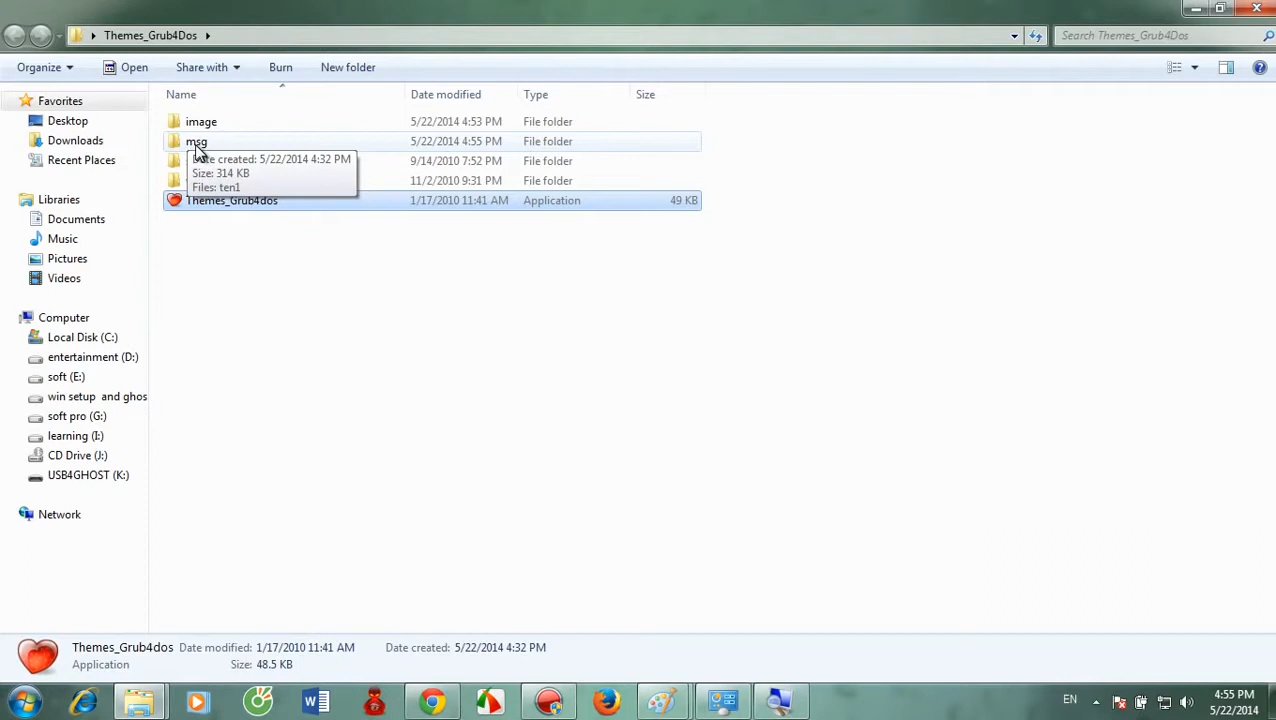 Themes_Grub4Dos
Search Themes_Grub4Dos
Organize Open Share with Burn New folder
Name Date modified Type Size
Favorites
Desktop
Downloads
Recent Places
Libraries
Documents
Music
Pictures
Videos
Computer
Local Disk (C:)
entertainment (D:)
soft (E:)
win setup and ghos
soft pro (G:)
learning (I:)
CD Drive (J:)
USB4GHOST (K:)
Network
image 5/22/2014 4:53 PM File folder
msg 5/22/2014 4:55 PM File folder
9/14/2010 7:52 PM File folder
11/2/2010 9:31 PM File folder
Themes_Grub4dos 1/17/2010 11:41 AM Application 49 KB
Date created: 5/22/2014 4:32 PM
Size: 314 KB
Files: ten1
Themes_Grub4dos Date modified: 1/17/2010 11:41 AM Date created: 5/22/2014 4:32 PM
Application Size: 48.5 KB
EN
4:55 PM
5/22/2014